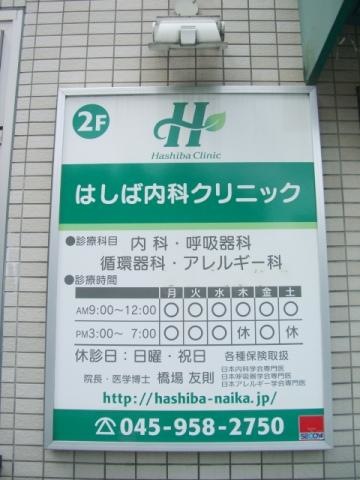 2F
H
Hashiba Clinic
はしば内科クリニック
●診療科目 内科・呼吸器科
循環器科・アレルギー科
●診療時間
月 火 水 木 金 土
AM9:00~12:00 ○ ○ ○ ○ ○ ○
PM3:00~ 7:00 ○ ○ ○ 休 ○ 休
休診日:日曜・祝日 各種保険取扱
院長・医学博士 橋場 友則
日本内科学会専門医
日本呼吸器学会専門医
日本アレルギー学会専門医
http://hashiba-naika.jp/
☎045-958-2750
SECOM